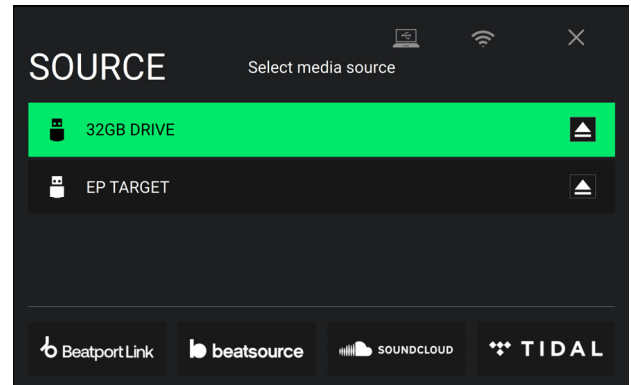 SOURCE
Select media source
32GB DRIVE
EP TARGET
Beatport Link
beatsource
SOUNDCLOUD
TIDAL